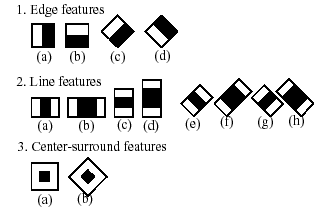 1. Edge features
(a) (b) (c) (d)
2. Line features
(a) (b) (c) (d) (e) (f) (g) (h)
3. Center-surround features
(a) (b)